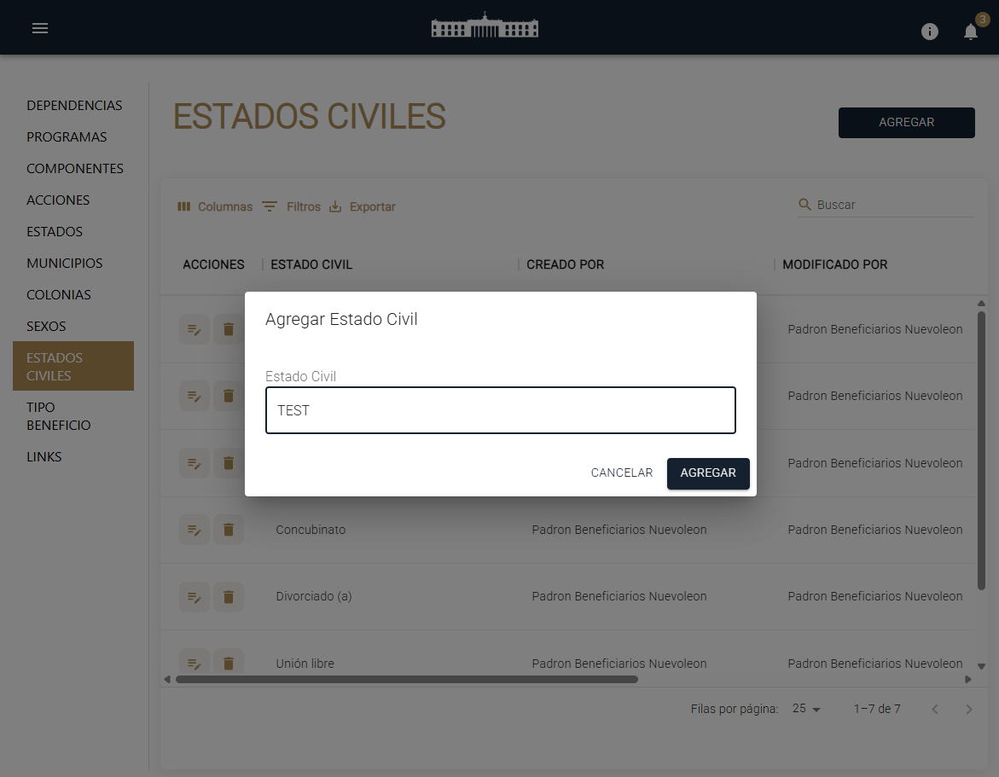 3
DEPENDENCIAS
PROGRAMAS
COMPONENTES
ACCIONES
ESTADOS
MUNICIPIOS
COLONIAS
SEXOS
ESTADOS
CIVILES
TIPO
BENEFICIO
LINKS
ESTADOS CIVILES
AGREGAR
Columnas Filtros Exportar
Buscar
ACCIONES ESTADO CIVIL CREADO POR MODIFICADO POR
Padron Beneficiarios Nuevoleon
Padron Beneficiarios Nuevoleon
Padron Beneficiarios Nuevoleon
Agregar Estado Civil
Estado Civil
TEST
CANCELAR AGREGAR
Concubinato Padron Beneficiarios Nuevoleon Padron Beneficiarios Nuevoleon
Divorciado (a) Padron Beneficiarios Nuevoleon Padron Beneficiarios Nuevoleon
Unión libre Padron Beneficiarios Nuevoleon Padron Beneficiarios Nuevoleon
Filas por página: 25 1–7 de 7